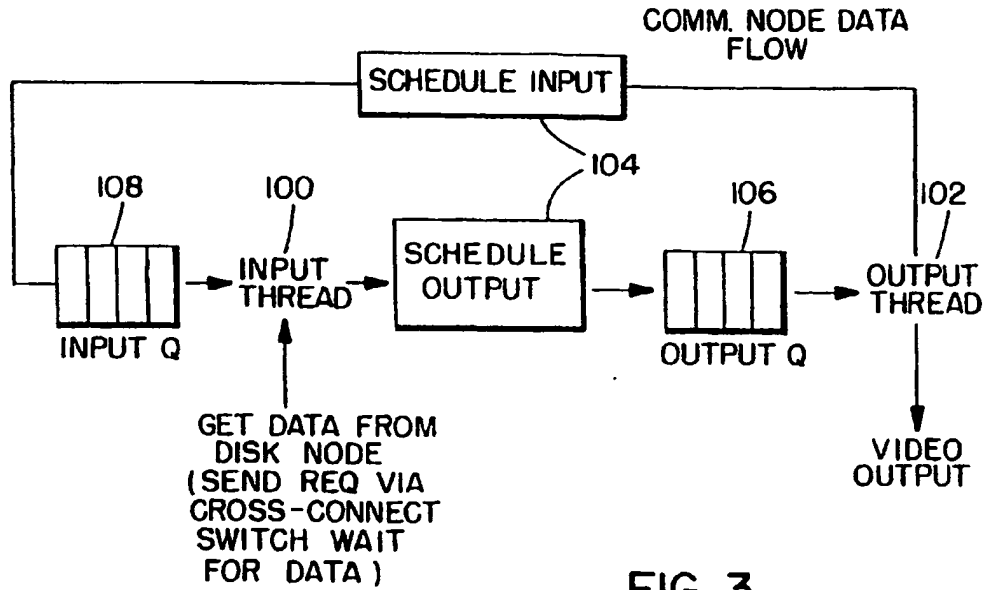 COMM. NODE DATA
FLOW
SCHEDULE INPUT
104
108
100
106
102
INPUT
THREAD
SCHEDULE
OUTPUT
OUTPUT
THREAD
INPUT Q
OUTPUT Q
GET DATA FROM
DISK NODE
(SEND REQ VIA
CROSS-CONNECT
SWITCH WAIT
FOR DATA)
VIDEO
OUTPUT
FIG. 3